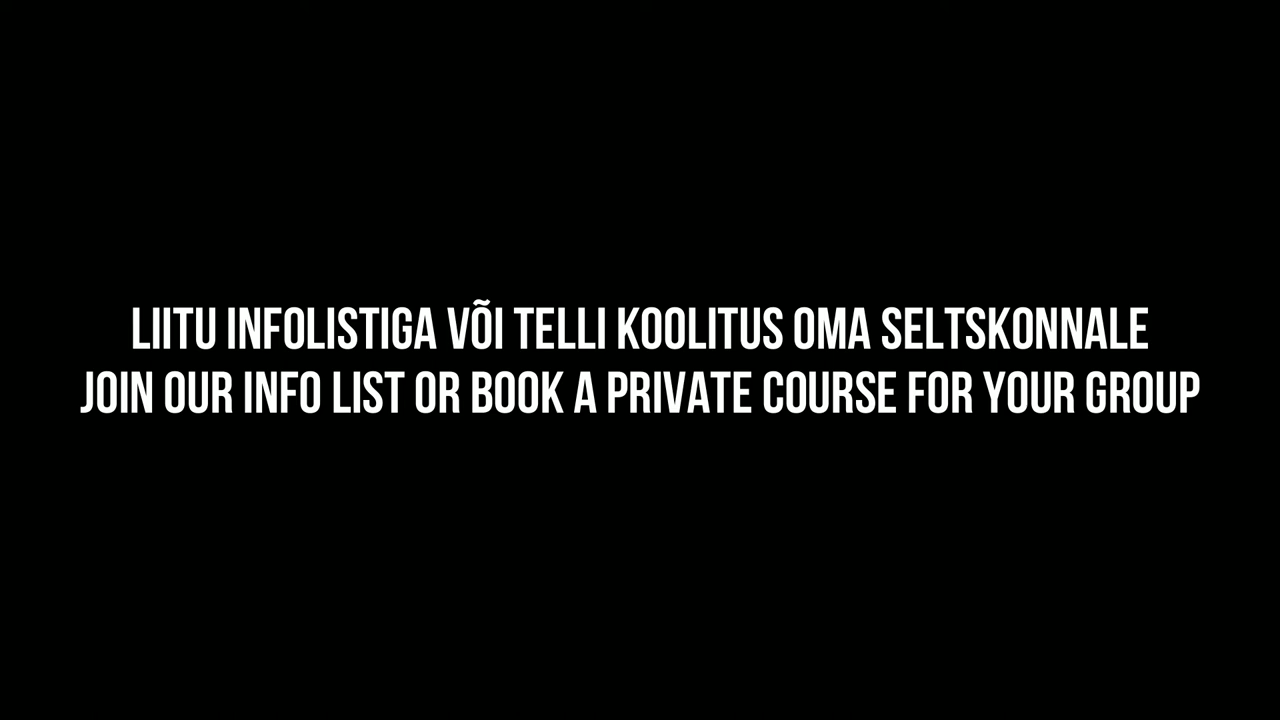 LIITU INFOLISTIGA VÕI TELLI KOOLITUS OMA SELTSKONNALE
JOIN OUR INFO LIST OR BOOK A PRIVATE COURSE FOR YOUR GROUP